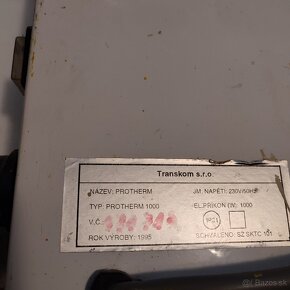 Transkom s.r.o.
NÁZEV: PROTHERM JM. NAPĚTÍ: 230V/50Hz
TYP: PROTHERM 1000 EL.PŘÍKON (W): 1000
V.Č.
ROK VÝROBY: 1995 SCHVÁLENO: SZ SKTC 101
bazos.sk